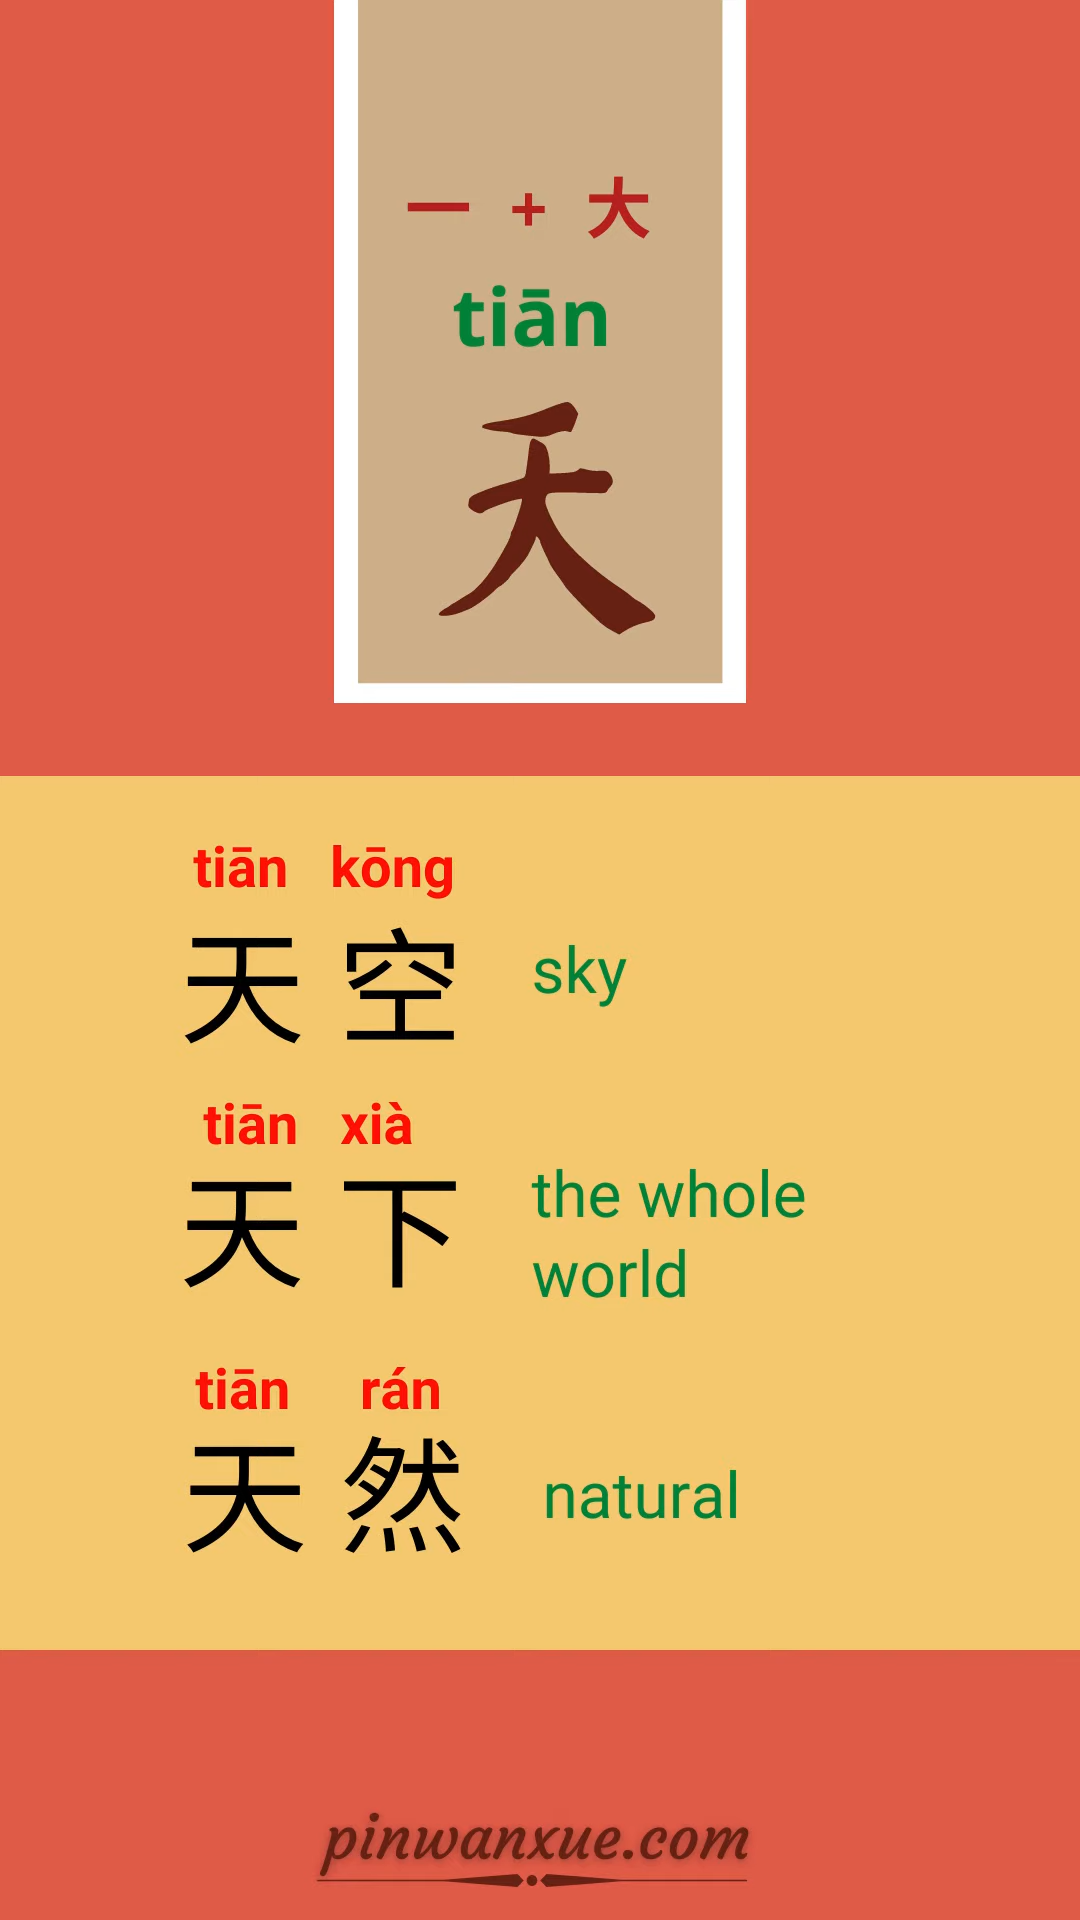 一 + 大
tiān
天
tiān kōng
天 空 sky
tiān xià
天 下 the whole
world
tiān rán
天 然 natural
pinwanxue.com